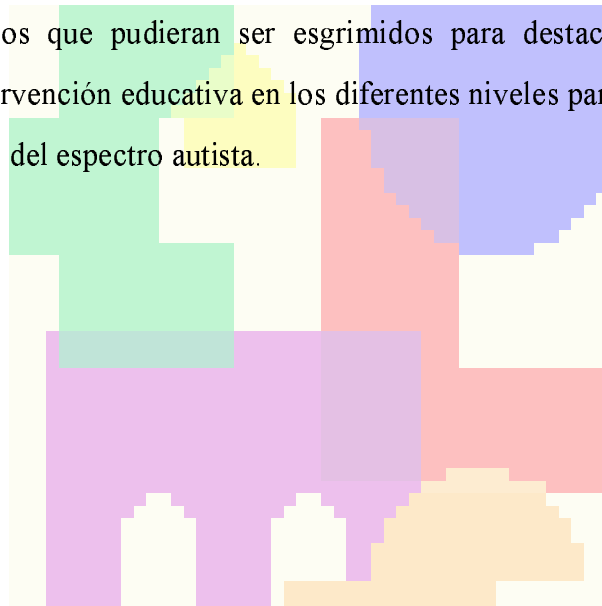 os que pudieran ser esgrimidos para destac
rvención educativa en los diferentes niveles par
del espectro autista.